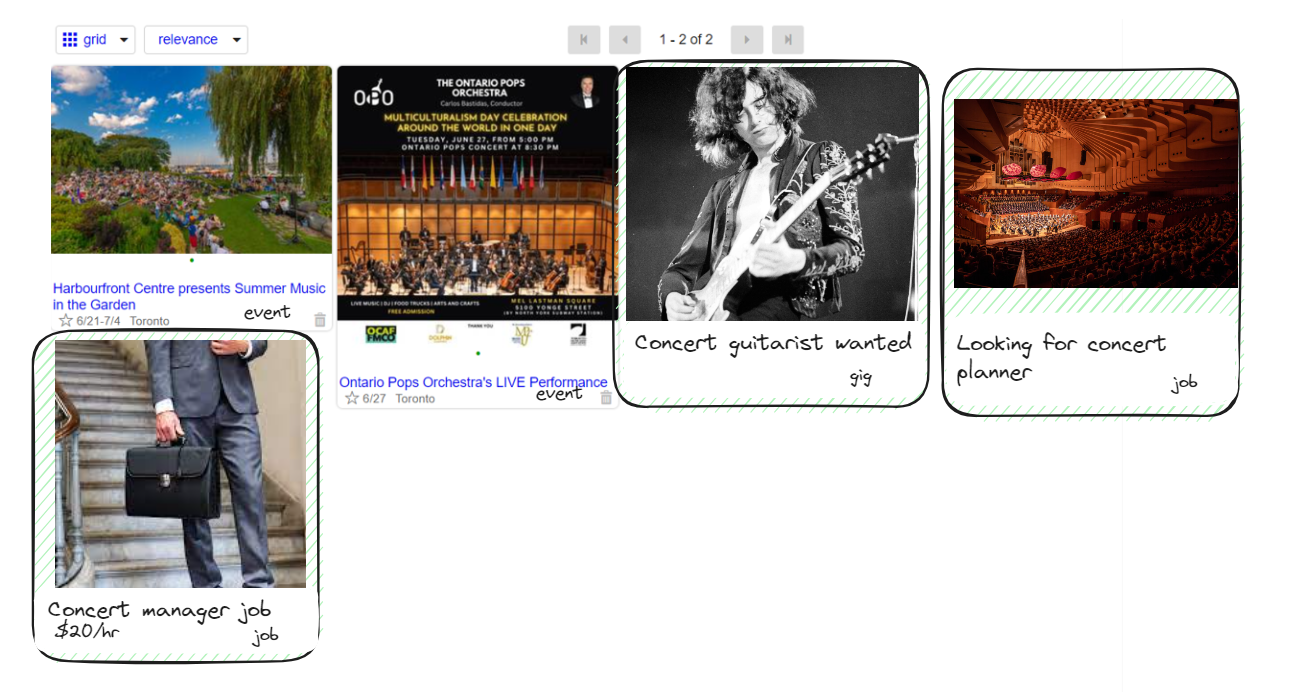 grid
relevance
1 - 2 of 2
Harbourfront Centre presents Summer Music
in the Garden
event
6/21-7/4 Toronto
THE ONTARIO POPS
ORCHESTRA
Carlos Bastidas, Conductor
MULTICULTURALISM DAY CELEBRATION
AROUND THE WORLD IN ONE DAY
TUESDAY, JUNE 27, FROM 5:00 PM
ONTARIO POPS CONCERT AT 8:30 PM
LIVE MUSIC | DJ | FOOD TRUCKS | ARTS AND CRAFTS
FREE ADMISSION
MEL LASTMAN SQUARE
5100 YONGE STREET
(BY NORTH YORK SUBWAY STATION)
OCAF
FMCO
DOLPHIN
THANK YOU
Ontario Pops Orchestra's LIVE Performance
event
6/27 Toronto
Concert guitarist wanted
gig
Looking for concert
planner
job
Concert manager job
$20/hr
job